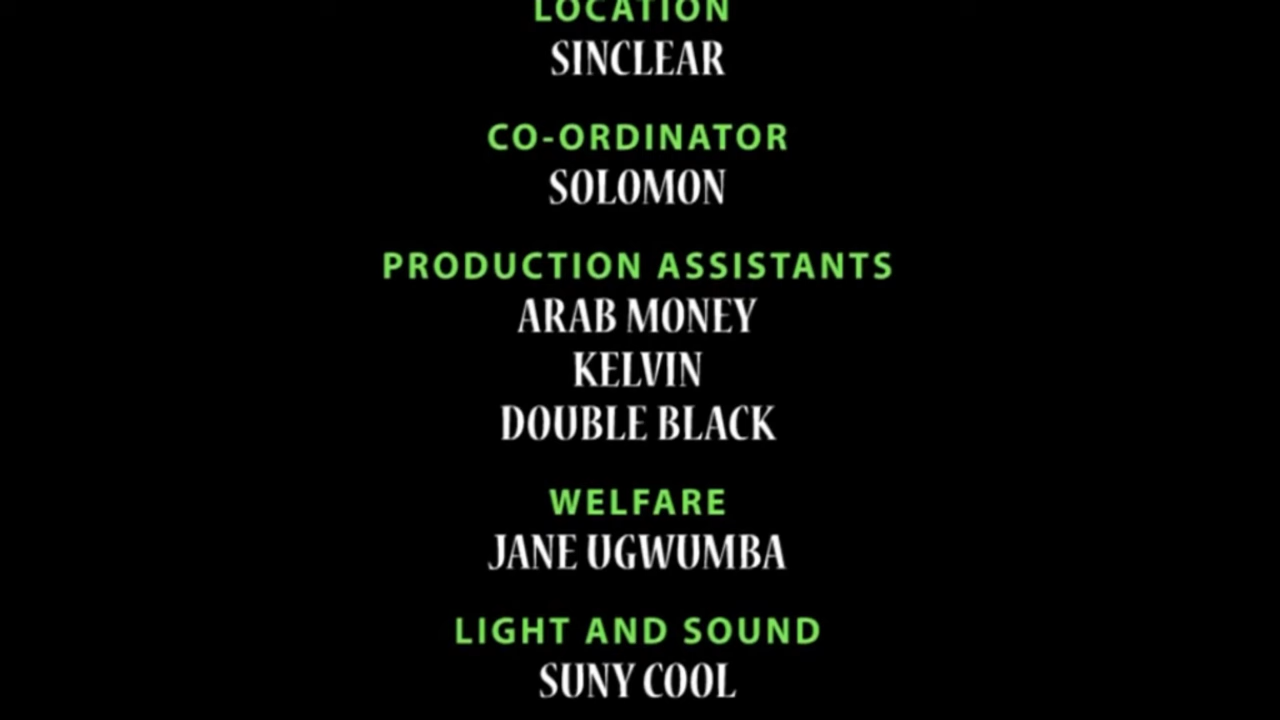 LOCATION
SINCLEAR
CO-ORDINATOR
SOLOMON
PRODUCTION ASSISTANTS
ARAB MONEY
KELVIN
DOUBLE BLACK
WELFARE
JANE UGWUMBA
LIGHT AND SOUND
SUNY COOL